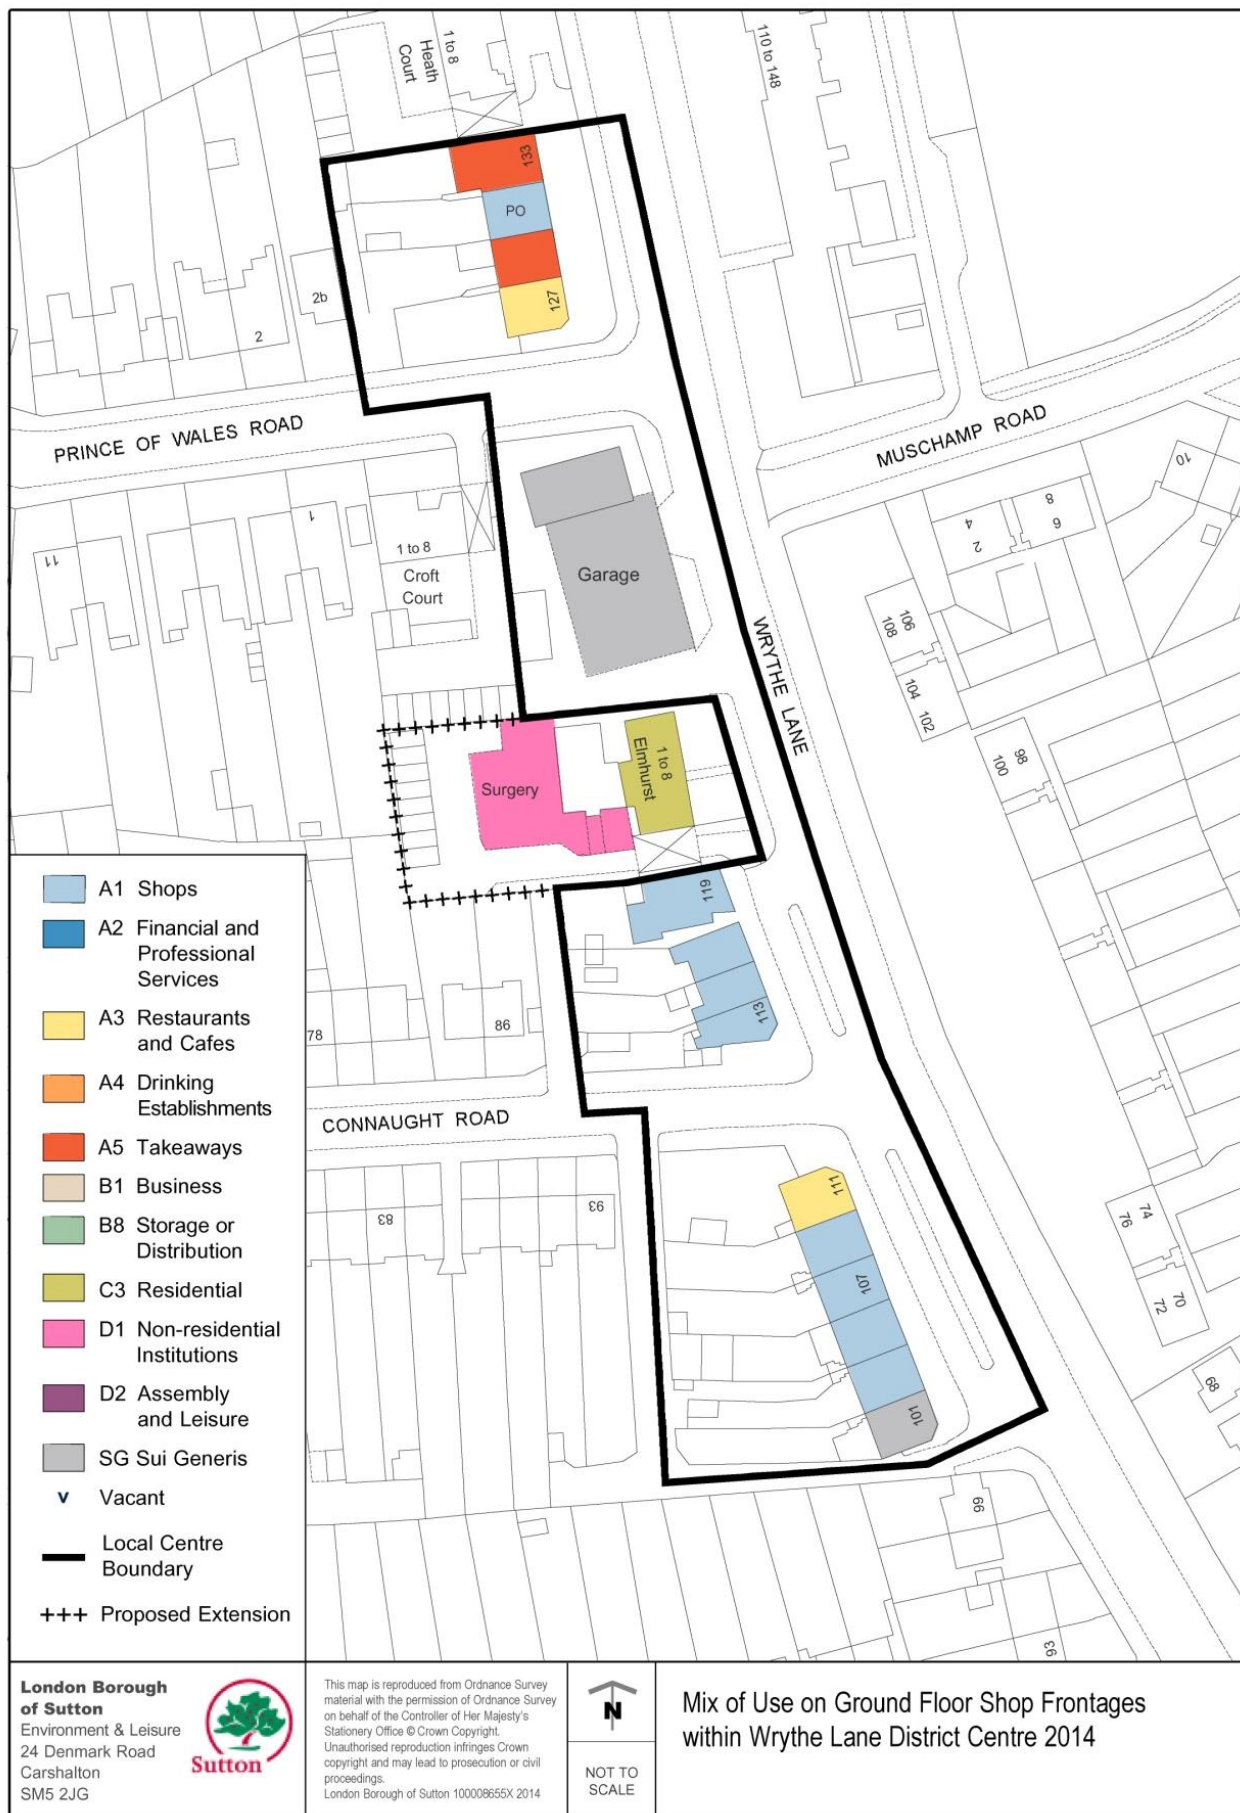 1 to 8
Heath
Court
110 to 148
133
PO
127
2b
2
PRINCE OF WALES ROAD
MUSCHAMP ROAD
10
8
6
4
2
11
1
1 to 8
Croft
Court
Garage
106
108
104
102
WRYTHE LANE
98
100
Surgery
1 to 8
Elmhurst
119
113
78
86
CONNAUGHT ROAD
83
93
111
107
101
74
76
70
72
68
99
93
A1 Shops
A2 Financial and
Professional
Services
A3 Restaurants
and Cafes
A4 Drinking
Establishments
A5 Takeaways
B1 Business
B8 Storage or
Distribution
C3 Residential
D1 Non-residential
Institutions
D2 Assembly
and Leisure
SG Sui Generis
v Vacant
Local Centre
Boundary
+++ Proposed Extension
London Borough
of Sutton
Environment & Leisure
24 Denmark Road
Carshalton
SM5 2JG
Sutton
This map is reproduced from Ordnance Survey
material with the permission of Ordnance Survey
on behalf of the Controller of Her Majesty's
Stationery Office © Crown Copyright.
Unauthorised reproduction infringes Crown
copyright and may lead to prosecution or civil
proceedings.
London Borough of Sutton 100008655X 2014
N
NOT TO
SCALE
Mix of Use on Ground Floor Shop Frontages
within Wrythe Lane District Centre 2014